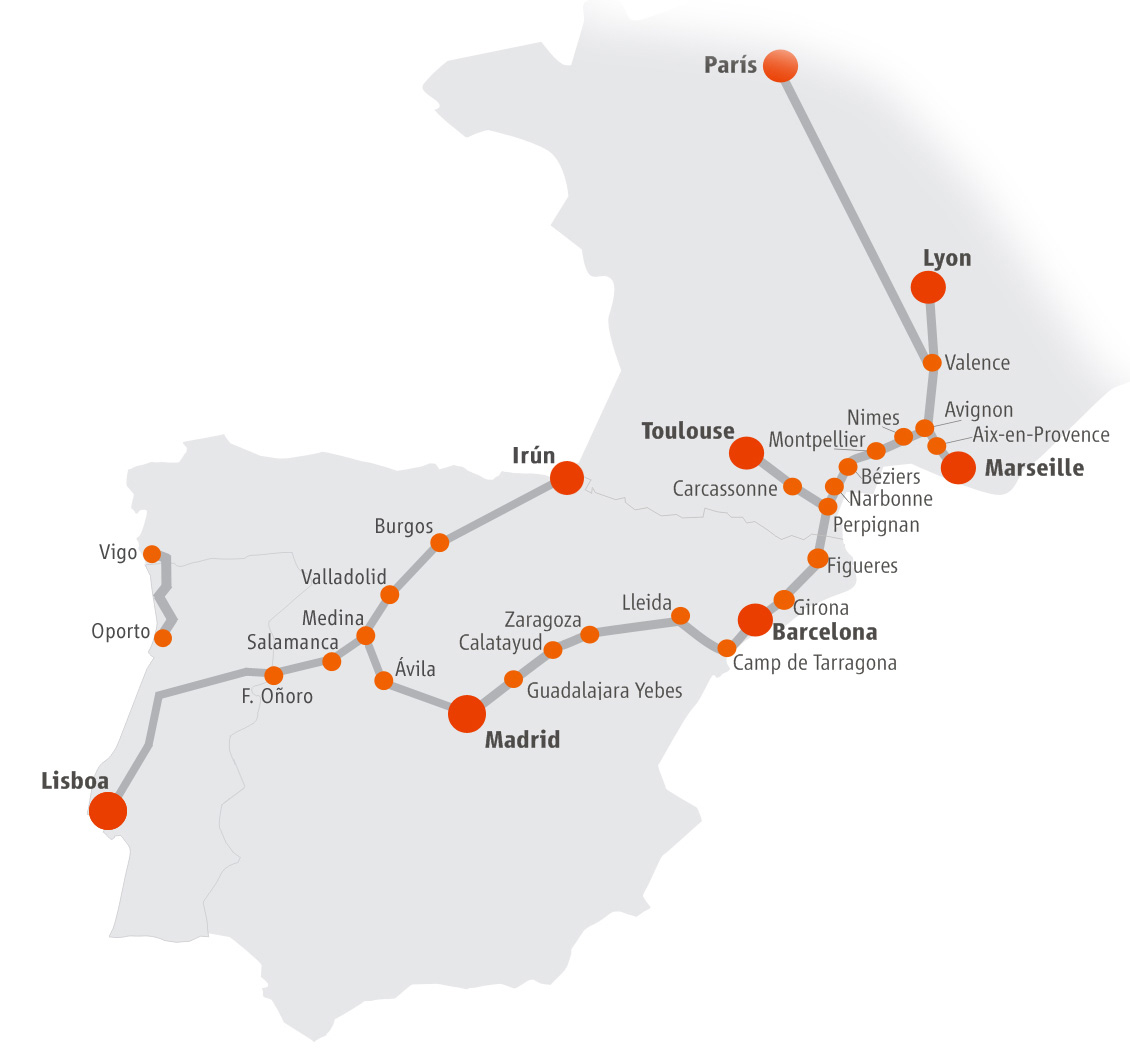 París
Lyon
Valence
Avignon
Nimes
Aix-en-Provence
Toulouse
Montpellier
Irún
Marseille
Béziers
Carcassonne
Narbonne
Burgos
Perpignan
Vigo
Figueres
Valladolid
Lleida
Girona
Medina
Zaragoza
Oporto
Barcelona
Salamanca
Calatayud
Camp de Tarragona
Ávila
Guadalajara Yebes
F. Oñoro
Madrid
Lisboa